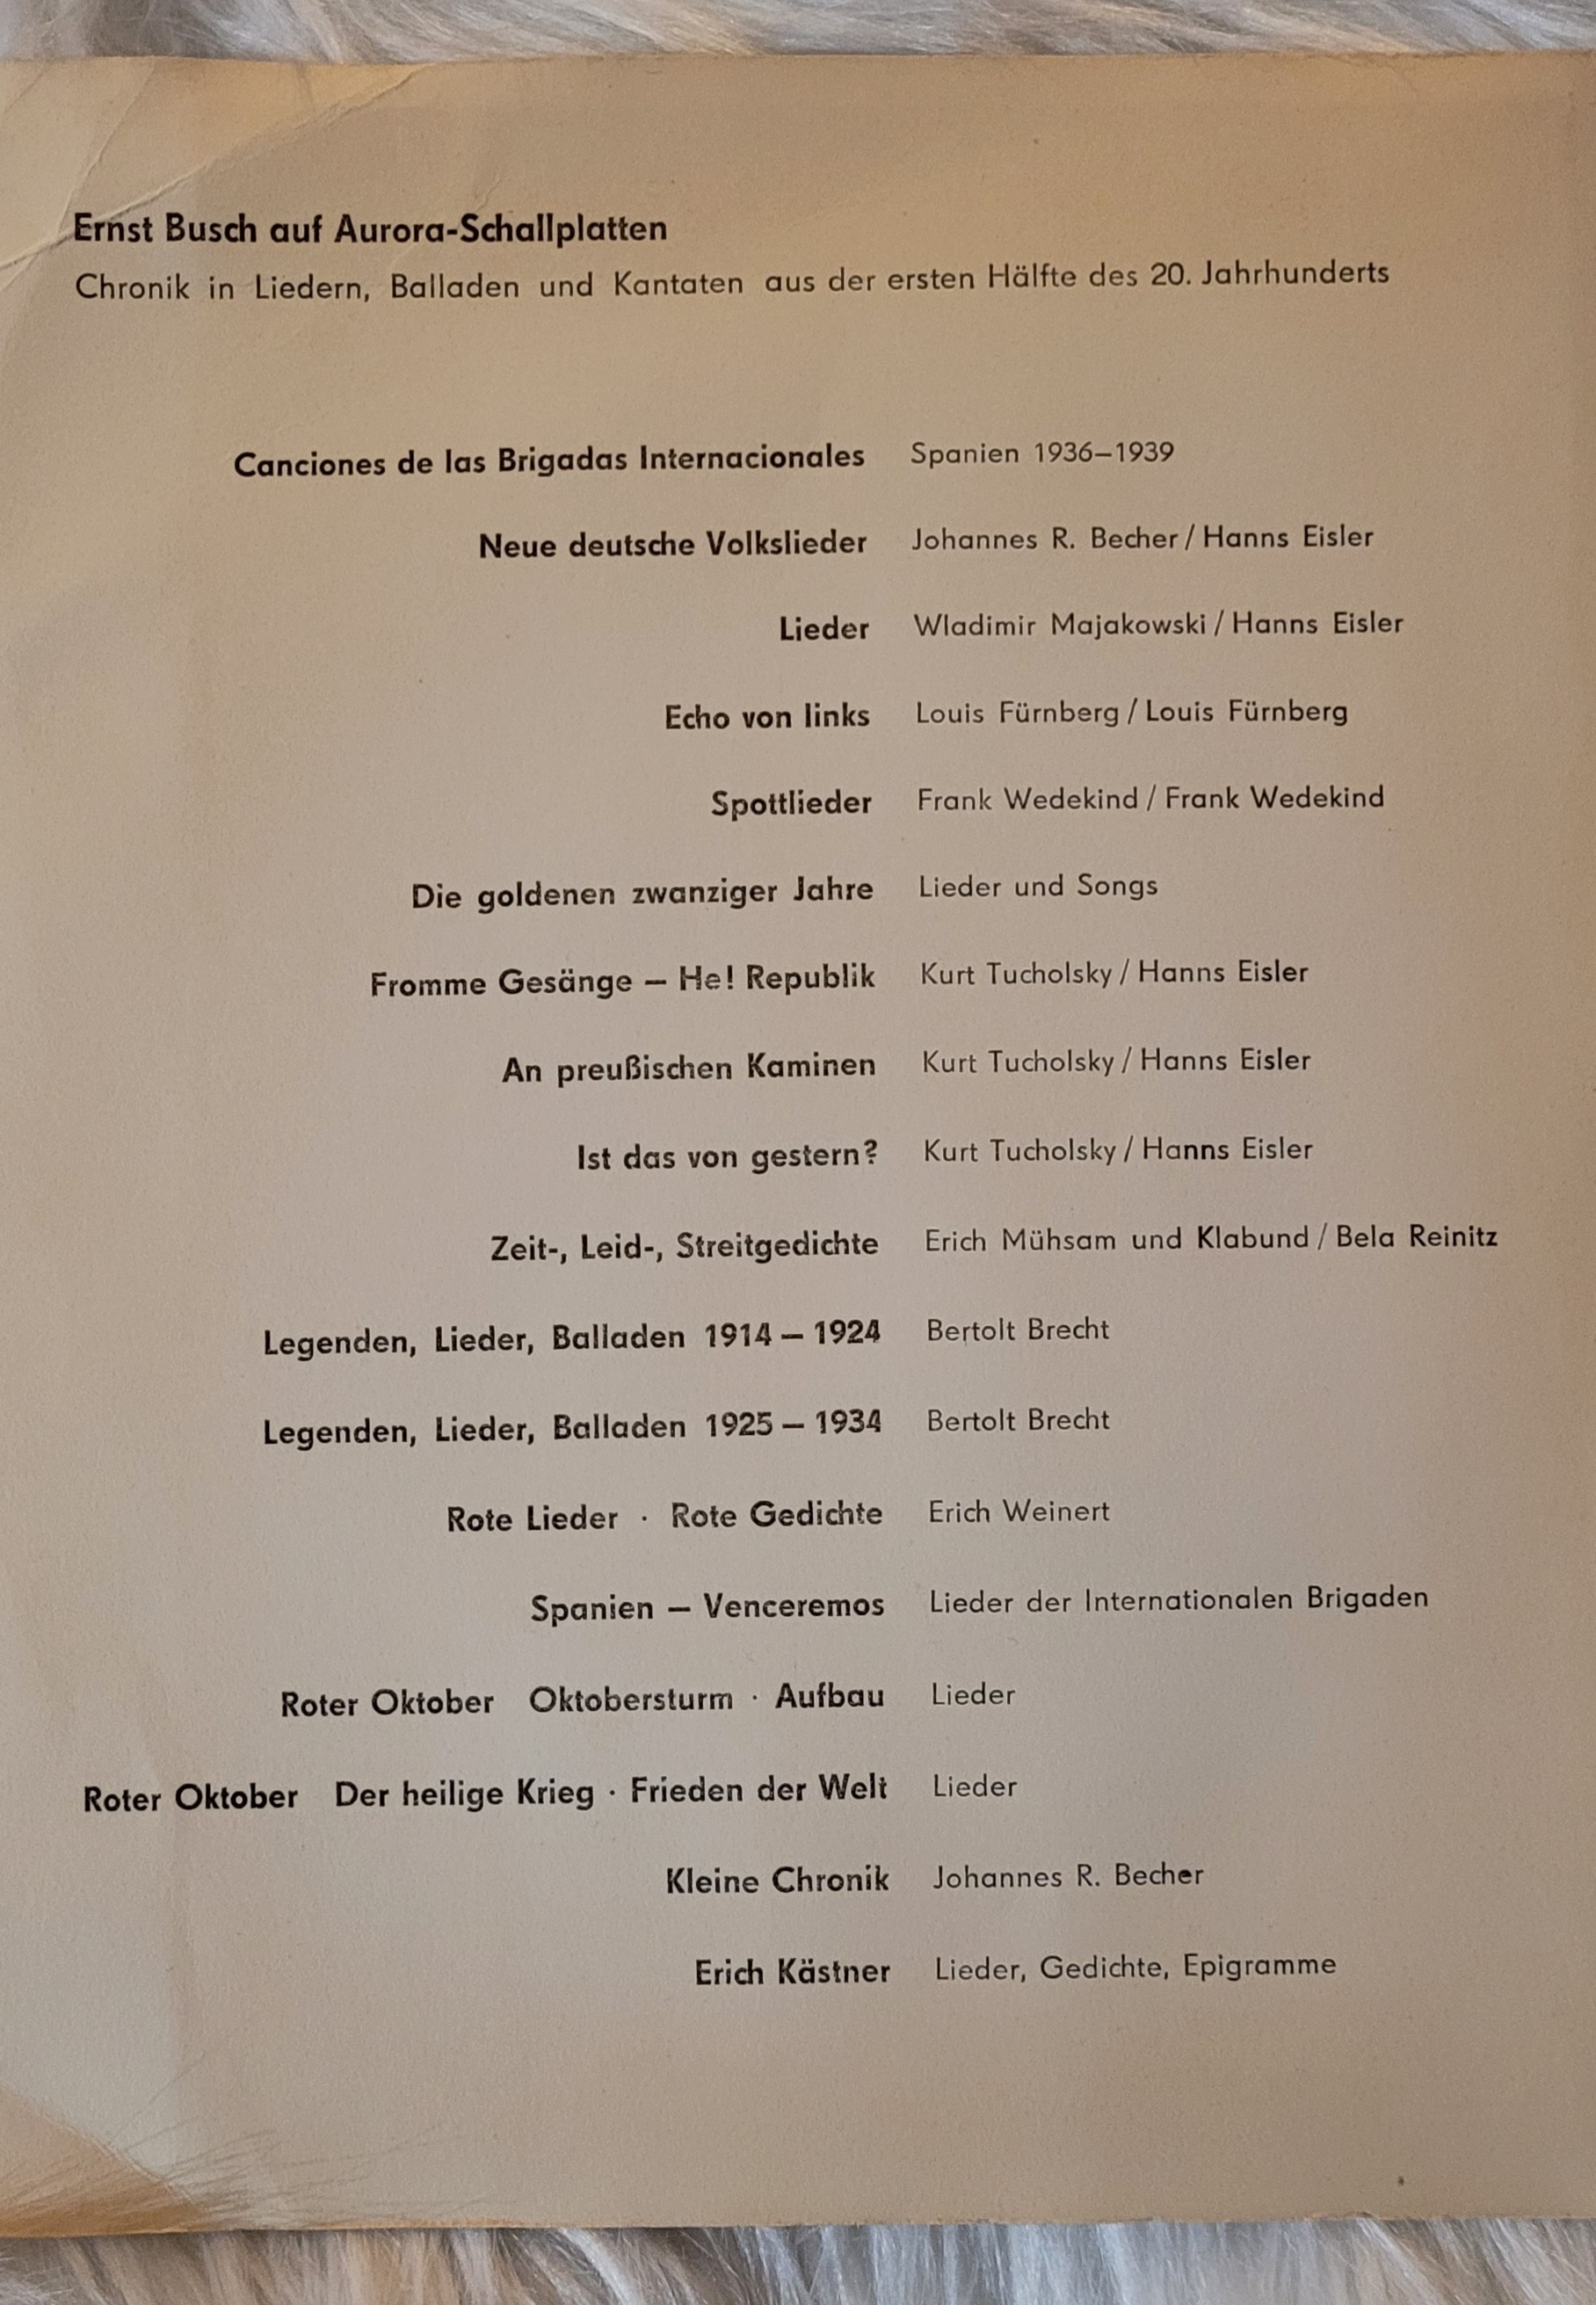 Ernst Busch auf Aurora-Schallplatten
Chronik in Liedern, Balladen und Kantaten aus der ersten Hälfte des 20. Jahrhunderts
Canciones de las Brigadas Internacionales Spanien 1936–1939
Neue deutsche Volkslieder Johannes R. Becher / Hanns Eisler
Lieder Wladimir Majakowski / Hanns Eisler
Echo von links Louis Fürnberg / Louis Fürnberg
Spottlieder Frank Wedekind / Frank Wedekind
Die goldenen zwanziger Jahre Lieder und Songs
Fromme Gesänge – He! Republik Kurt Tucholsky / Hanns Eisler
An preußischen Kaminen Kurt Tucholsky / Hanns Eisler
Ist das von gestern? Kurt Tucholsky / Hanns Eisler
Zeit-, Leid-, Streitgedichte Erich Mühsam und Klabund / Bela Reinitz
Legenden, Lieder, Balladen 1914 – 1924 Bertolt Brecht
Legenden, Lieder, Balladen 1925 – 1934 Bertolt Brecht
Rote Lieder · Rote Gedichte Erich Weinert
Spanien – Venceremos Lieder der Internationalen Brigaden
Roter Oktober Oktobersturm · Aufbau Lieder
Roter Oktober Der heilige Krieg · Frieden der Welt Lieder
Kleine Chronik Johannes R. Becher
Erich Kästner Lieder, Gedichte, Epigramme